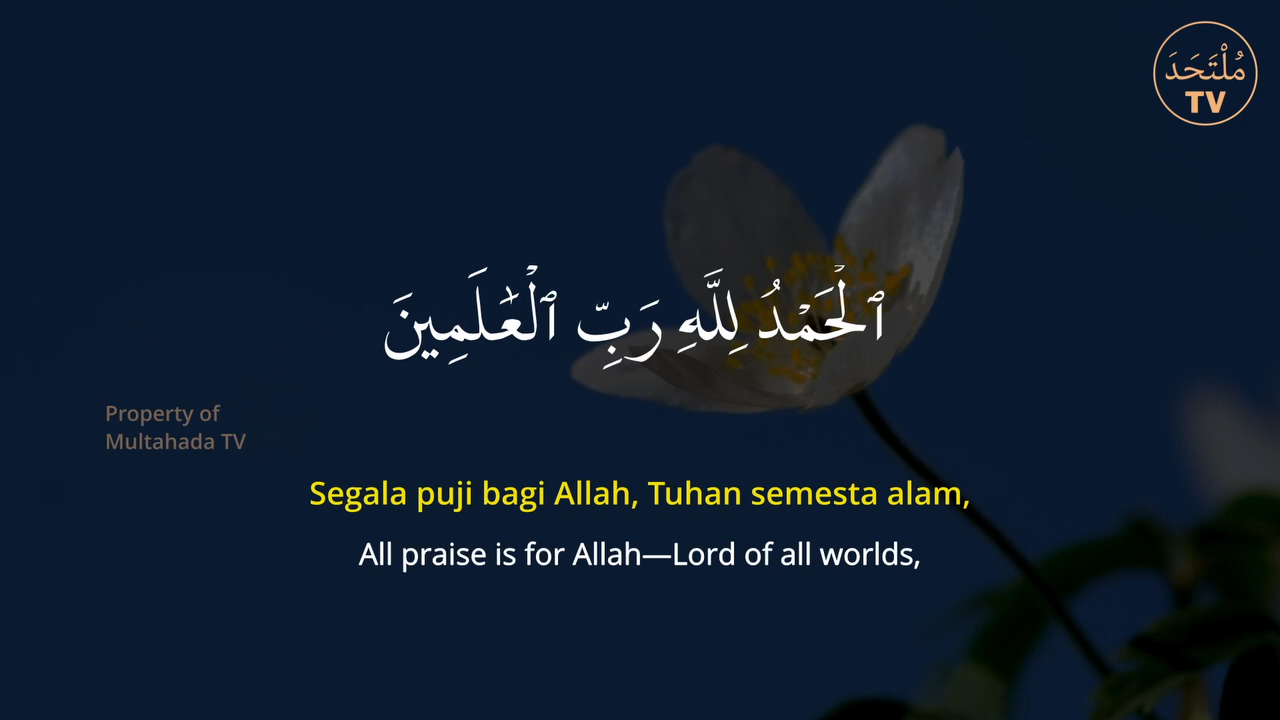 مُلْتَحَدَ
TV
ٱلْحَمْدُ لِلَّهِ رَبِّ ٱلْعَٰلَمِينَ
Property of
Multahada TV
Segala puji bagi Allah, Tuhan semesta alam,
All praise is for Allah—Lord of all worlds,